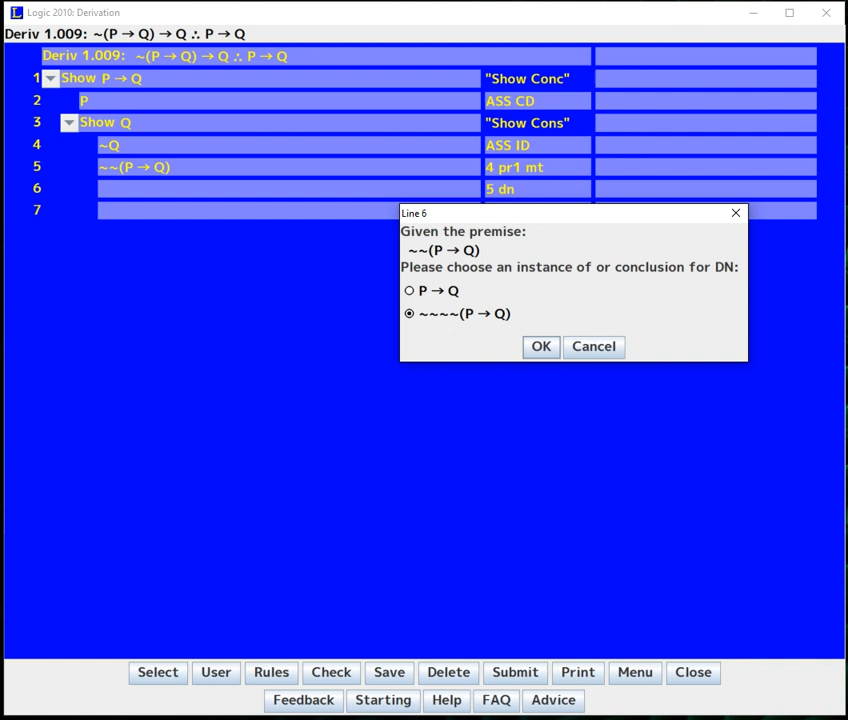 Logic 2010: Derivation
Deriv 1.009: ~(P → Q) → Q ∴ P → Q
Deriv 1.009: ~(P → Q) → Q ∴ P → Q
1 Show P → Q "Show Conc"
2 P ASS CD
3 Show Q "Show Cons"
4 ~Q ASS ID
5 ~~(P → Q) 4 pr1 mt
6 5 dn
7
Line 6
Given the premise:
~~(P → Q)
Please choose an instance of or conclusion for DN:
P → Q
~~~~(P → Q)
OK Cancel
Select User Rules Check Save Delete Submit Print Menu Close
Feedback Starting Help FAQ Advice